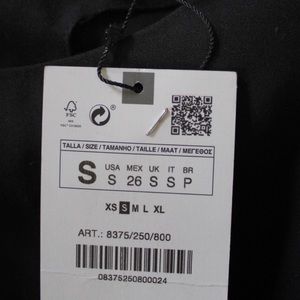 FSC
TALLA / SIZE / TAMANHO / TAILLE / MAAT / ΜΕΓΕΘΟΣ
S USA MEX UK IT BR
S 26 S S P
XS S M L XL
ART.: 8375/250/800
08375250800024